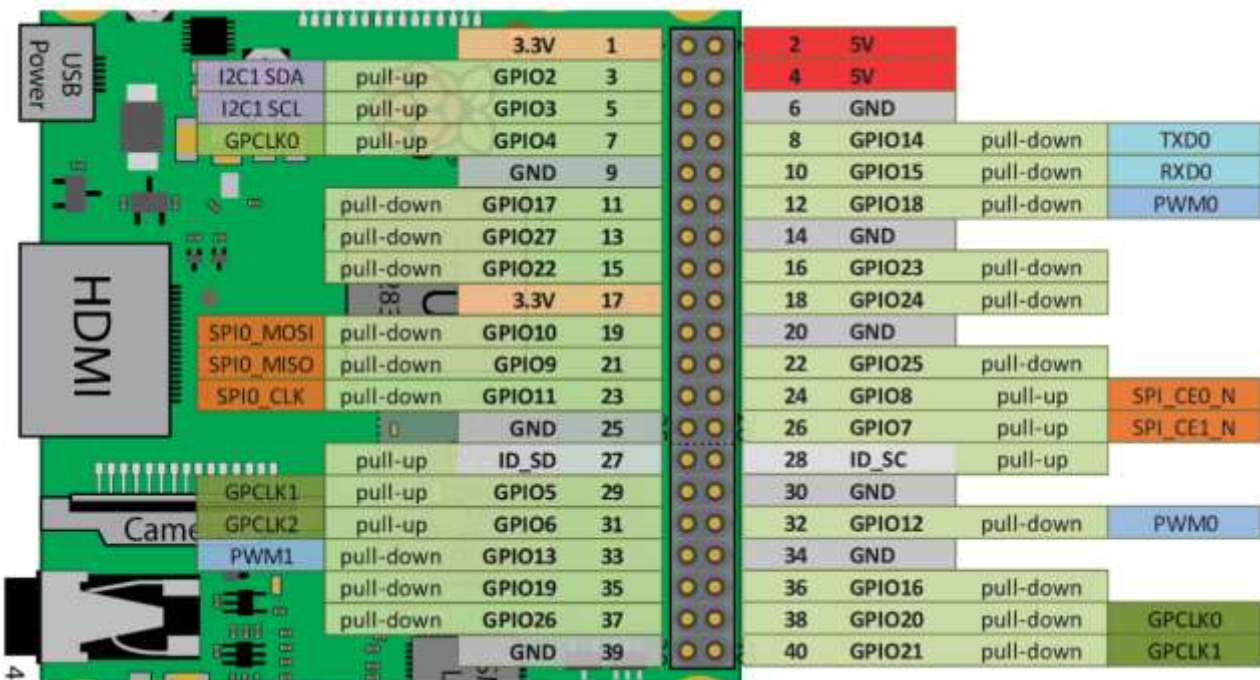 3.3V 1 2 5V
I2C1 SDA pull-up GPIO2 3 4 5V
I2C1 SCL pull-up GPIO3 5 6 GND
GPCLK0 pull-up GPIO4 7 8 GPIO14 pull-down TXD0
GND 9 10 GPIO15 pull-down RXD0
pull-down GPIO17 11 12 GPIO18 pull-down PWM0
pull-down GPIO27 13 14 GND
pull-down GPIO22 15 16 GPIO23 pull-down
3.3V 17 18 GPIO24 pull-down
SPI0_MOSI pull-down GPIO10 19 20 GND
SPI0_MISO pull-down GPIO9 21 22 GPIO25 pull-down
SPI0_CLK pull-down GPIO11 23 24 GPIO8 pull-up SPI_CE0_N
GND 25 26 GPIO7 pull-up SPI_CE1_N
pull-up ID_SD 27 28 ID_SC pull-up
GPCLK1 pull-up GPIO5 29 30 GND
GPCLK2 pull-up GPIO6 31 32 GPIO12 pull-down PWM0
PWM1 pull-down GPIO13 33 34 GND
pull-down GPIO19 35 36 GPIO16 pull-down
pull-down GPIO26 37 38 GPIO20 pull-down GPCLK0
GND 39 40 GPIO21 pull-down GPCLK1
USB
Power
HDMI
Came
4